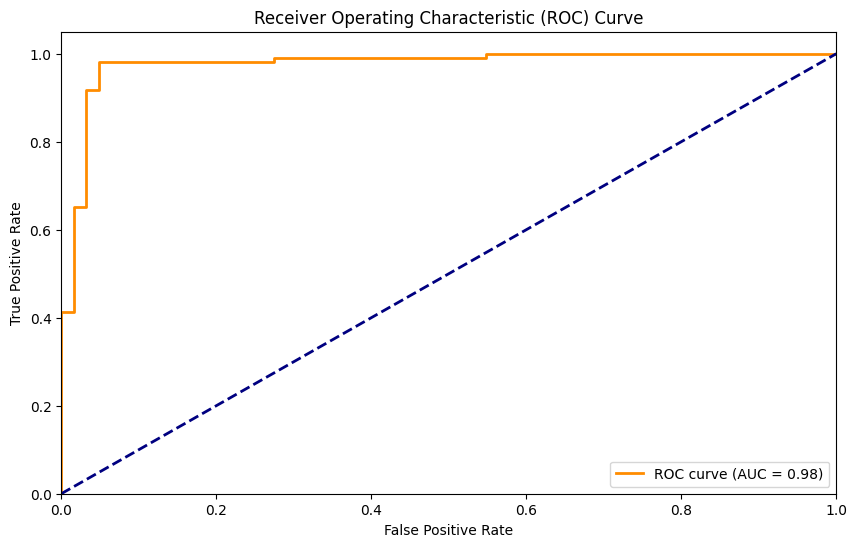 Receiver Operating Characteristic (ROC) Curve
1.0
0.8
0.6
0.4
0.2
0.0
True Positive Rate
ROC curve (AUC = 0.98)
0.0 0.2 0.4 0.6 0.8 1.0
False Positive Rate